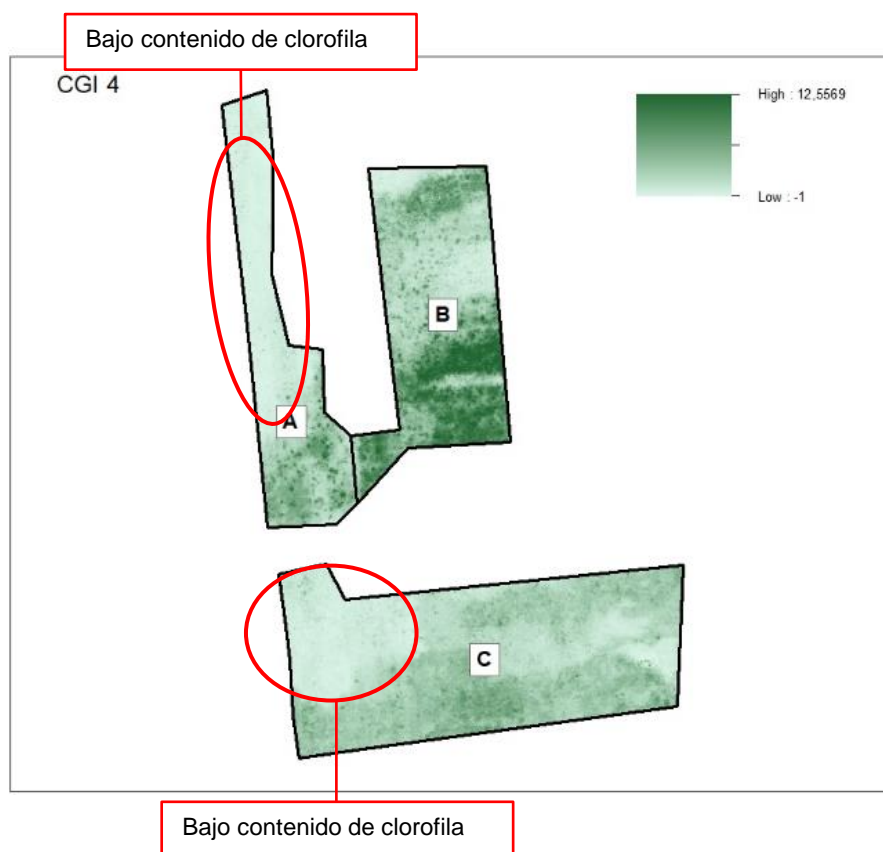 Bajo contenido de clorofila
CGI 4
High : 12,5569
Low : -1
B
A
C
Bajo contenido de clorofila